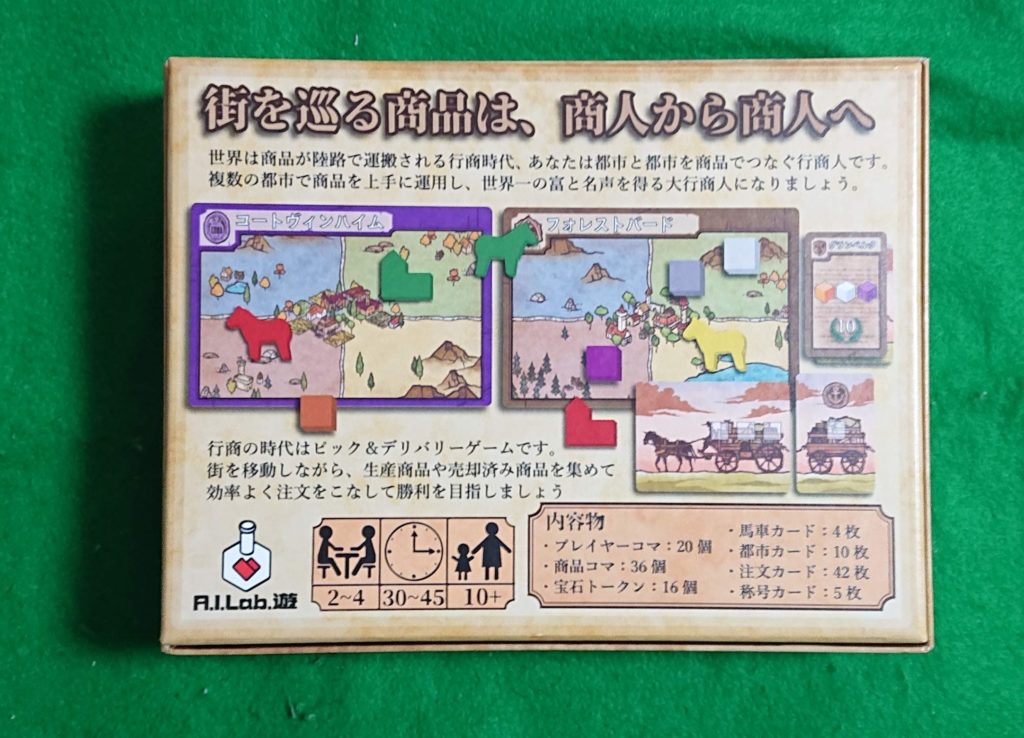 街を巡る商品は、商人から商人へ
世界は商品が陸路で運搬される行商時代、あなたは都市と都市を商品でつなぐ行商人です。
複数の都市で商品を上手に運用し、世界一の富と名声を得る大行商人になりましょう。
コートヴィンハイム
フォレストバード
グリンベルク
10
行商の時代はピック＆デリバリーゲームです。
街を移動しながら、生産商品や売却済み商品を集めて
効率よく注文をこなして勝利を目指しましょう
A.I.Lab.遊
2~4
30~45
10+
内容物
・プレイヤーコマ：20個
・商品コマ：36個
・宝石トークン：16個
・馬車カード：4枚
・都市カード：10枚
・注文カード：42枚
・称号カード：5枚